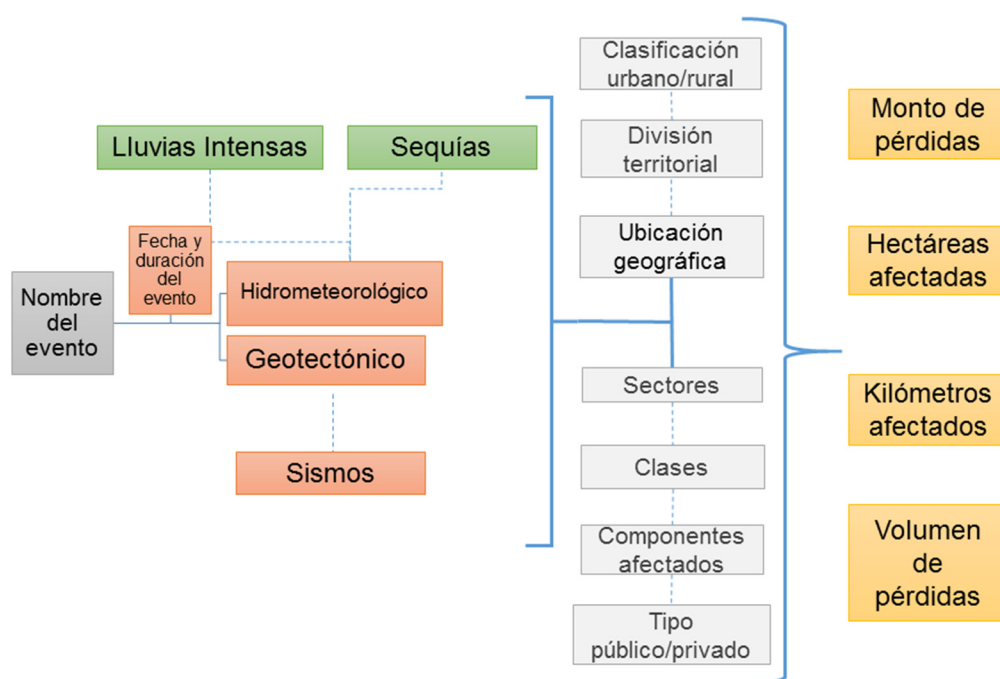 Lluvias Intensas
Sequías
Fecha y
duración del
evento
Nombre
del
evento
Hidrometeorológico
Geotectónico
Sismos
Clasificación
urbano/rural
División
territorial
Ubicación
geográfica
Sectores
Clases
Componentes
afectados
Tipo
público/privado
Monto de
pérdidas
Hectáreas
afectadas
Kilómetros
afectados
Volumen
de
pérdidas